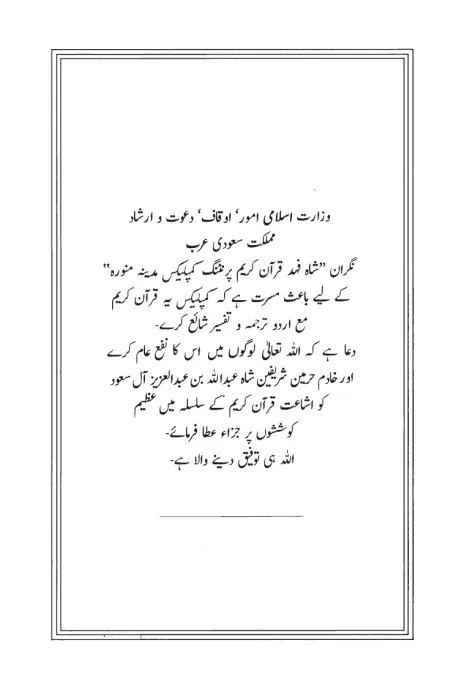 وزارت اسلامی امور، اوقاف، دعوت و ارشاد
مملکت سعودی عرب
نگران ”شاہ فہد قرآن کریم پرنٹنگ کمپلیکس مدینہ منورہ“
کے لیے باعث مسرت ہے کہ کمپلیکس یہ قرآن کریم
مع اردو ترجمہ و تفسیر شائع کرے۔
دعا ہے کہ اللہ تعالیٰ لوگوں میں اس کا نفع عام کرے
اور خادم حرمین شریفین شاہ عبداللہ بن عبدالعزیز آل سعود
کو اشاعت قرآن کریم کے سلسلہ میں عظیم
کوششوں پر جزاء عطا فرمائے۔
اللہ ہی توفیق دینے والا ہے۔